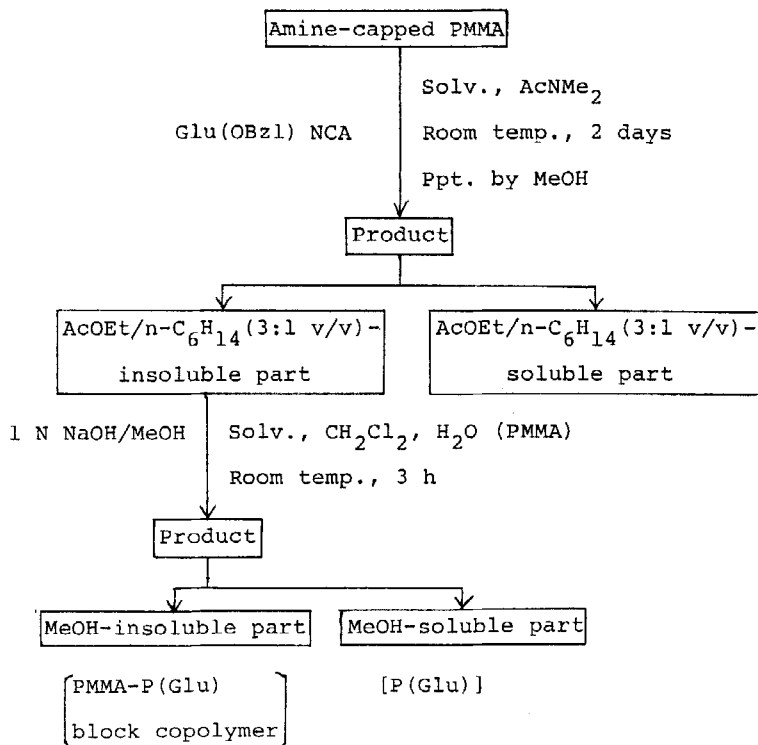 Amine-capped PMMA
Solv., AcNMe2
Glu(OBzl) NCA
Room temp., 2 days
Ppt. by MeOH
Product
AcOEt/n-C6H14(3:1 v/v)-
insoluble part
AcOEt/n-C6H14(3:1 v/v)-
soluble part
1 N NaOH/MeOH
Solv., CH2Cl2, H2O (PMMA)
Room temp., 3 h
Product
MeOH-insoluble part
MeOH-soluble part
[PMMA-P(Glu)
block copolymer]
[P(Glu)]